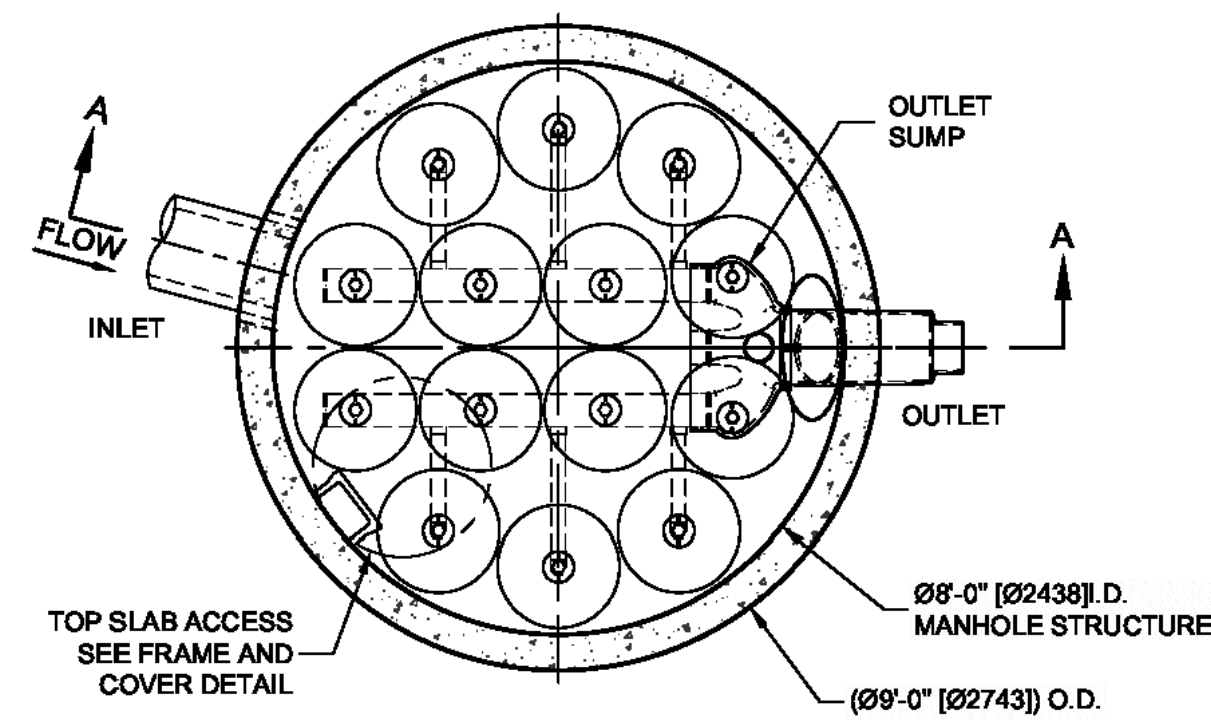 OUTLET
SUMP
A
FLOW
A
INLET
OUTLET
Ø8'-0" [Ø2438]I.D.
MANHOLE STRUCTURE
TOP SLAB ACCESS
SEE FRAME AND
COVER DETAIL
(Ø9'-0" [Ø2743]) O.D.